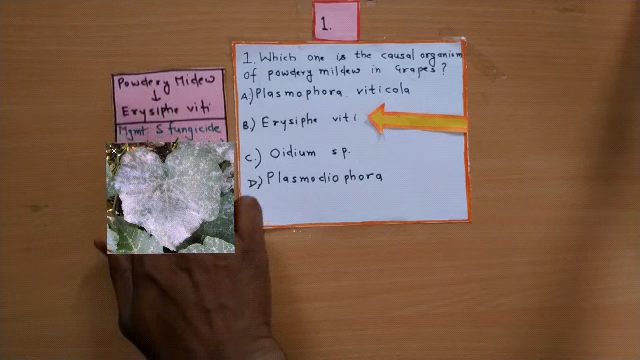 1.
1. Which one is the causal organism
of powdery mildew in Grapes?
A) Plasmophora viticola
B.) Erysiphe viti
C.) Oidium sp.
D) Plasmodiophora
Powdery Midew
↓
Erysiphe viti
Mgmt S fungicide